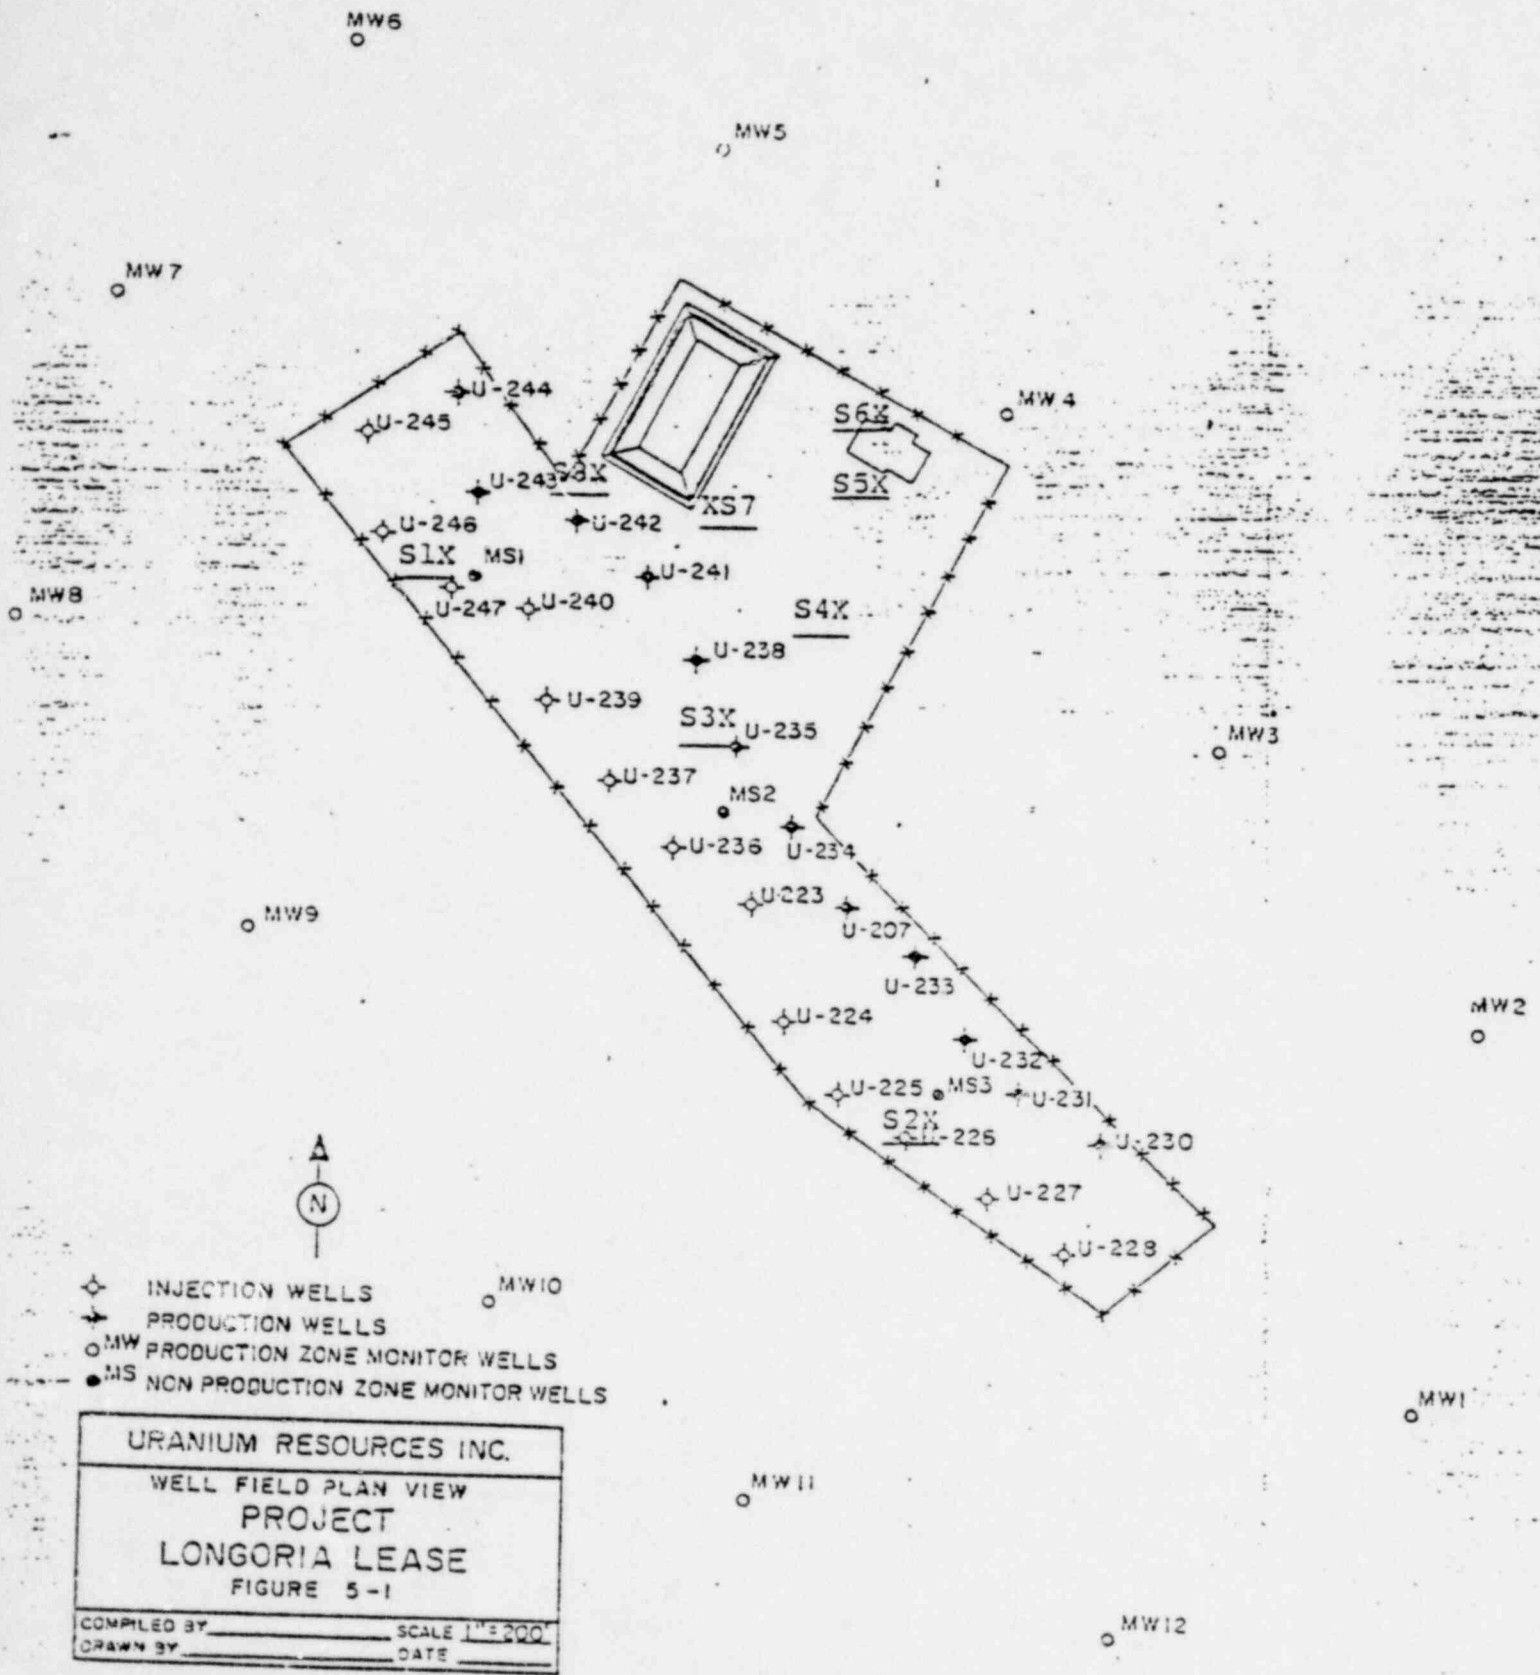 MW6
MW5
MW7
U-244
U-245
MW4
S6X
S5X
U-243
S8X
XS7
U-246
U-242
S1X
MS1
U-241
MW8
U-247
U-240
S4X
U-238
U-239
S3X
U-235
MW3
U-237
MS2
U-236
U-234
U-223
U-207
MW9
U-233
MW2
U-224
U-232
U-225
MS3
U-231
S2X
U-226
U-230
U-227
N
U-228
MW10
INJECTION WELLS
PRODUCTION WELLS
MW PRODUCTION ZONE MONITOR WELLS
MS NON PRODUCTION ZONE MONITOR WELLS
MW1
URANIUM RESOURCES INC.
WELL FIELD PLAN VIEW
PROJECT
LONGORIA LEASE
FIGURE 5-1
COMPILED BY SCALE 1"=200'
DRAWN BY DATE
MW11
MW12